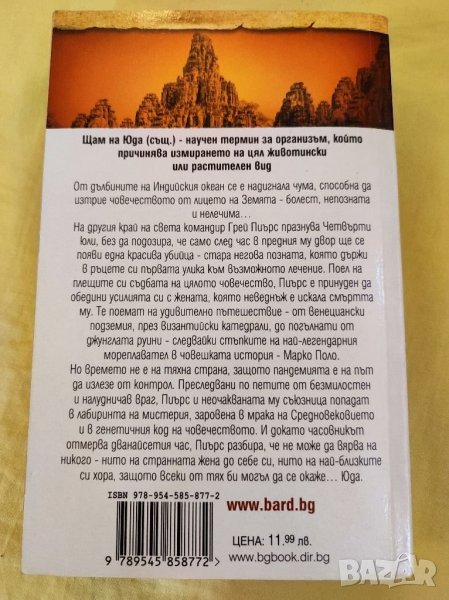 Щам на Юда (същ.) - научен термин за организъм, който
причинява измирането на цял животински
или растителен вид
От дълбините на Индийския океан се е надигнала чума, способна да
изтрие човечеството от лицето на Земята - болест, непозната
и нелечима...
На другия край на света командир Грей Пиърс празнува Четвърти
юли, без да подозира, че само след час в предния му двор ще се
появи една красива убийца - стара негова позната, която държи
в ръцете си първата улика към възможното лечение. Поел на
плещите си съдбата на цялото човечество, Пиърс е принуден да
обедини усилията си с жената, която неведнъж е искала смъртта
му. Те поемат на удивително пътешествие - от венециански
подземия, през византийски катедрали, до погълнати от
джунглата руини - следвайки стъпките на най-легендарния
мореплавател в човешката история - Марко Поло.
Но времето не е на тяхна страна, защото пандемията е на път
да излезе от контрол. Преследвани по петите от безмилостен
и налудничав враг, Пиърс и неочакваната му съюзница попадат
в лабиринта на мистерия, заровена в мрака на Средновековието
и в генетичния код на човечеството. И докато часовникът
отмерва дванайсетия час, Пиърс разбира, че не може да вярва на
никого - нито на странната жена до себе си, нито на най-близките
си хора, защото всеки от тях би могъл да се окаже... Юда.
ISBN 978-954-585-877-2
www.bard.bg
ЦЕНА: 11.99 лв.
www.bgbook.dir.bg
9 789545 858772
BAZAR